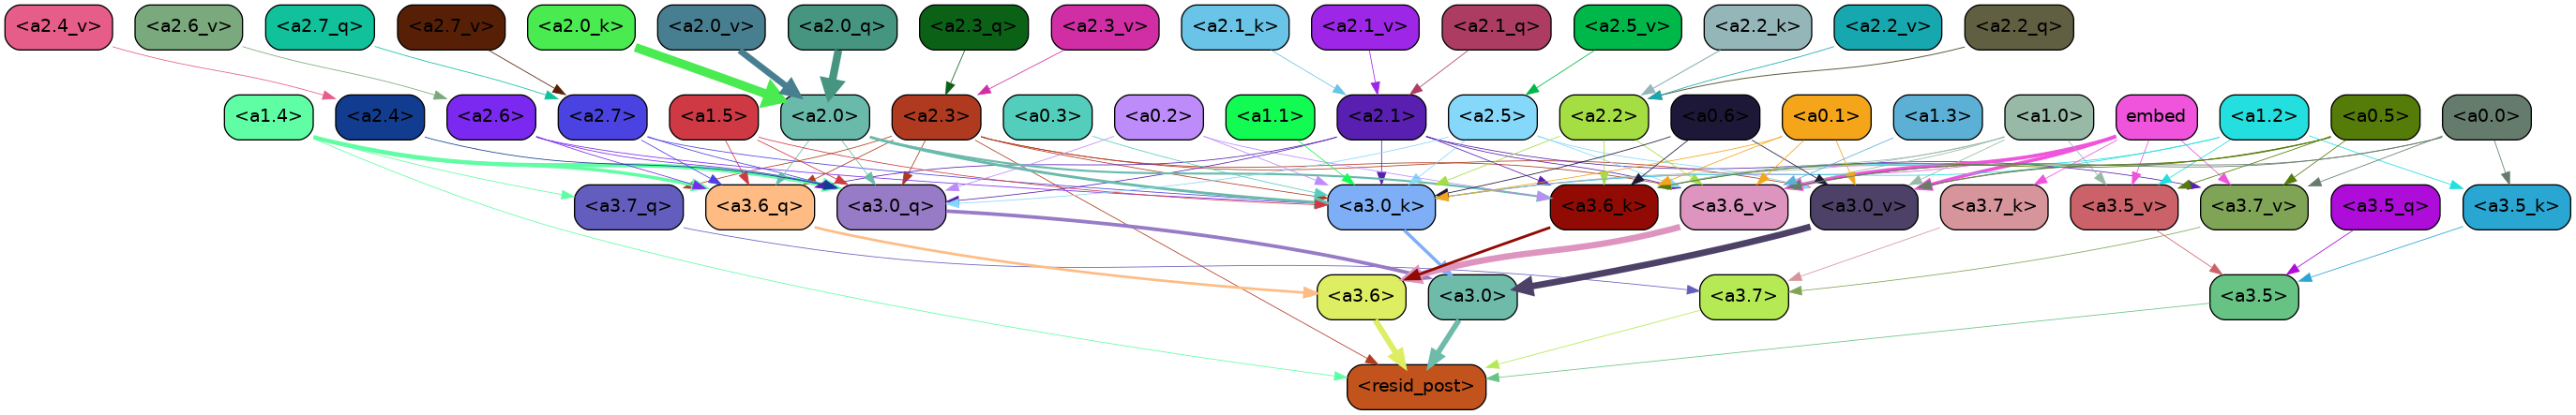 <a2.4_v> <a2.6_v> <a2.7_q> <a2.7_v> <a2.0_k> <a2.0_v> <a2.0_q> <a2.3_q> <a2.3_v> <a2.1_k> <a2.1_v> <a2.1_q> <a2.5_v> <a2.2_k> <a2.2_v> <a2.2_q>
<a1.4> <a2.4> <a2.6> <a2.7> <a1.5> <a2.0> <a2.3> <a0.3> <a0.2> <a1.1> <a2.1> <a2.5> <a2.2> <a0.6> <a0.1> <a1.3> <a1.0> embed <a1.2> <a0.5> <a0.0>
<a3.7_q> <a3.6_q> <a3.0_q> <a3.0_k> <a3.6_k> <a3.6_v> <a3.0_v> <a3.7_k> <a3.5_v> <a3.7_v> <a3.5_q> <a3.5_k>
<a3.6> <a3.0> <a3.7> <a3.5>
<resid_post>